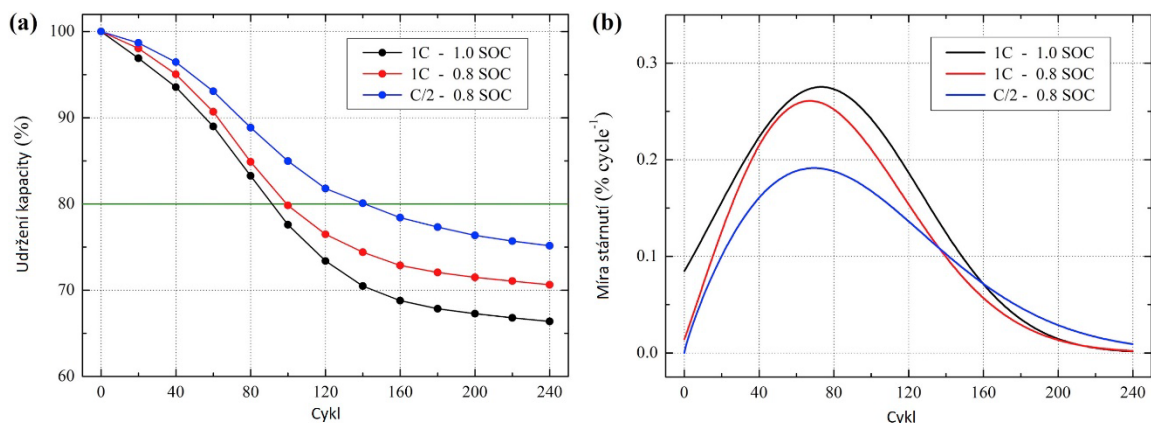 (a)
100
90
80
70
60
0
40
80
120
160
200
240
Udržení kapacity (%)
Cykl
1C - 1.0 SOC
1C - 0.8 SOC
C/2 - 0.8 SOC
(b)
0.3
0.2
0.1
0.0
0
40
80
120
160
200
240
Míra stárnutí (% cycle⁻¹)
Cykl
1C - 1.0 SOC
1C - 0.8 SOC
C/2 - 0.8 SOC